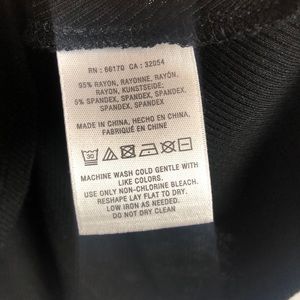 RN : 66170 CA : 32054
95% RAYON, RAYONNE, RAYÓN,
RAYON, KUNSTSEIDE;
5% SPANDEX, SPANDEX, SPANDEX,
SPANDEX, SPANDEX
MADE IN CHINA, HECHO EN CHINA,
FABRIQUÉ EN CHINE
30
MACHINE WASH COLD GENTLE WITH
LIKE COLORS.
USE ONLY NON-CHLORINE BLEACH.
RESHAPE LAY FLAT TO DRY.
LOW IRON AS NEEDED.
DO NOT DRY CLEAN